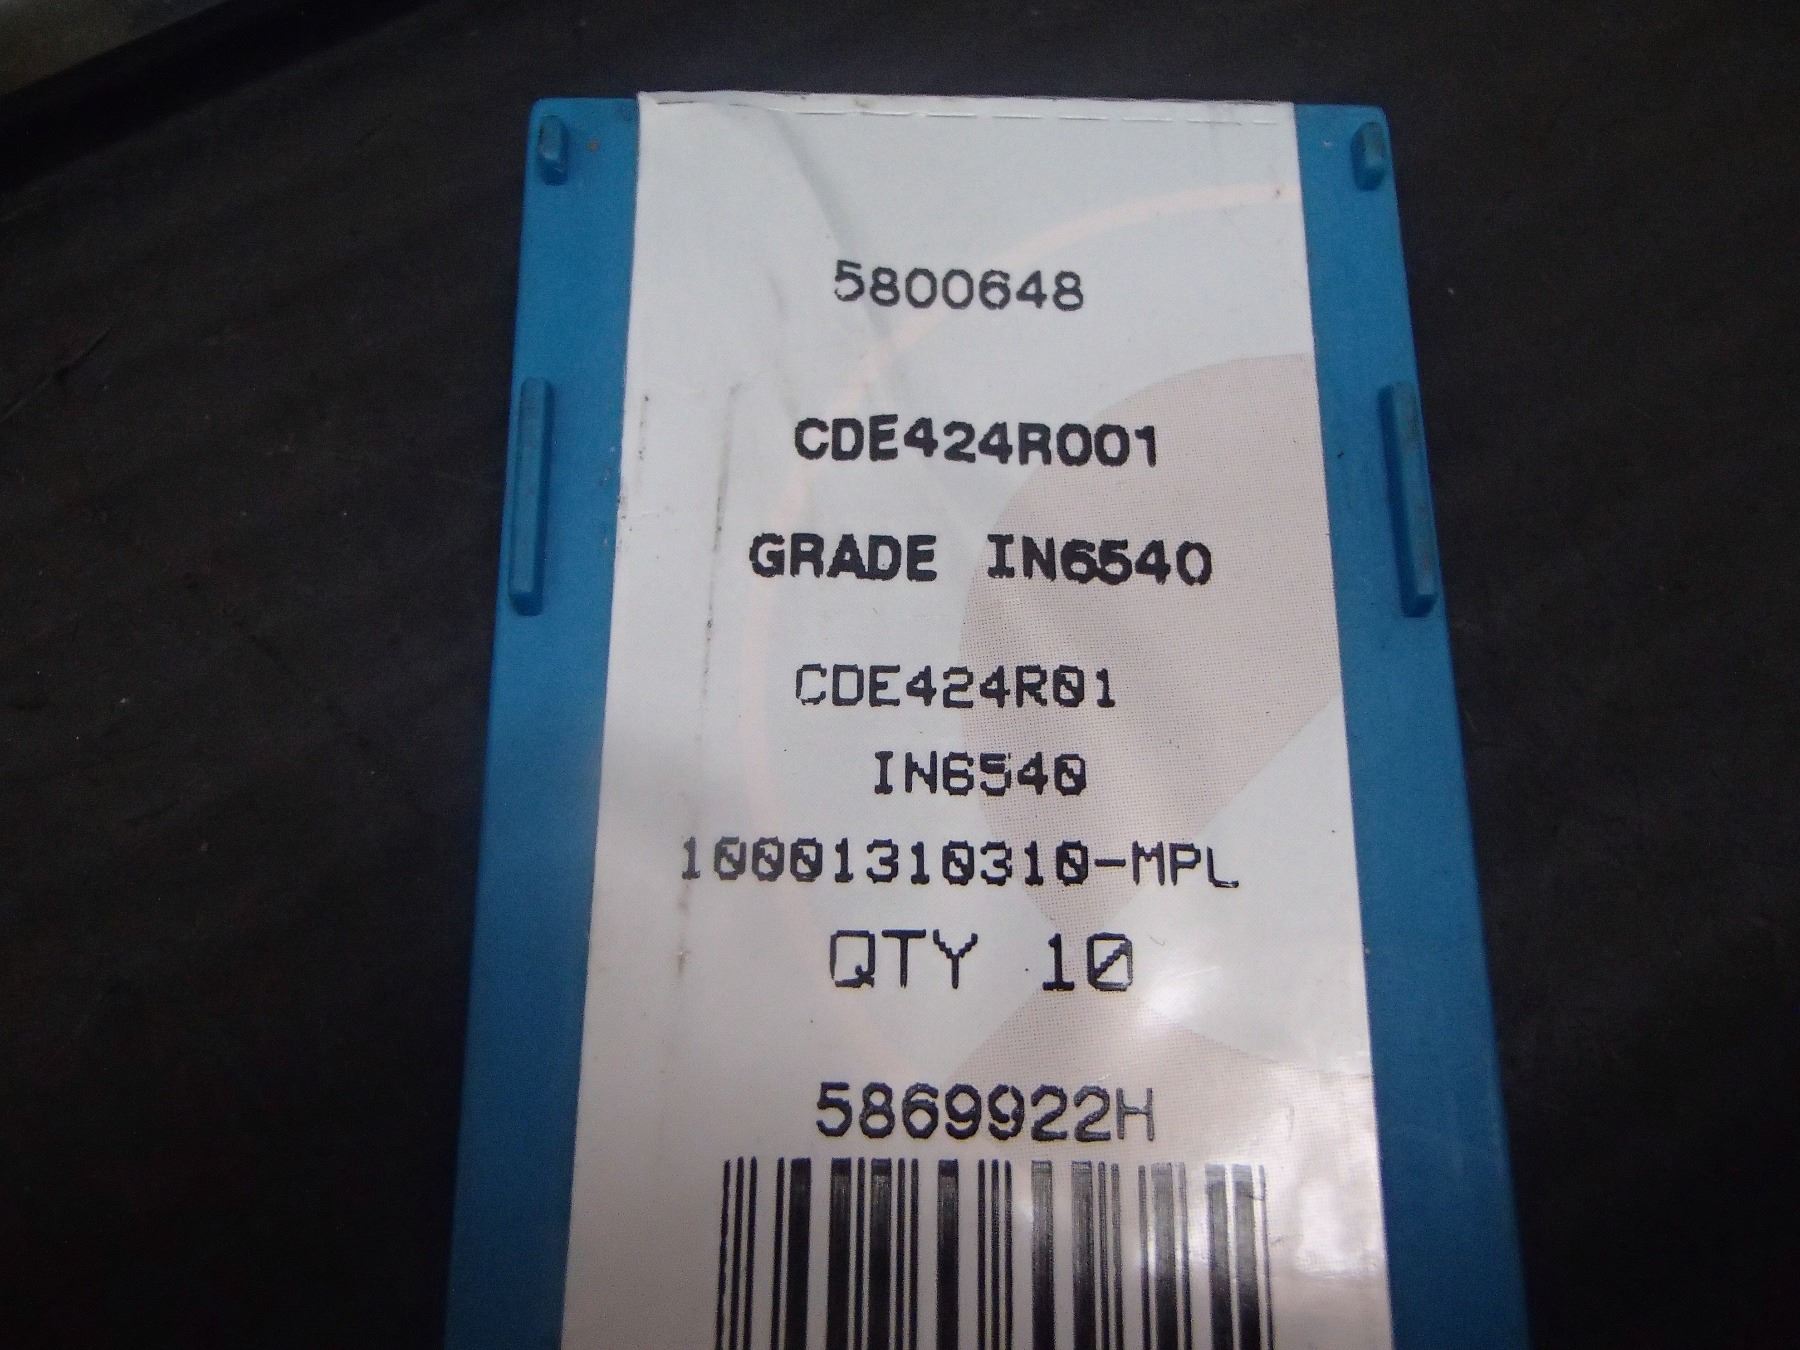 5800648
CDE424R001
GRADE IN6540
CDE424R01
IN6540
10001310310-MPL
QTY 10
5869922H